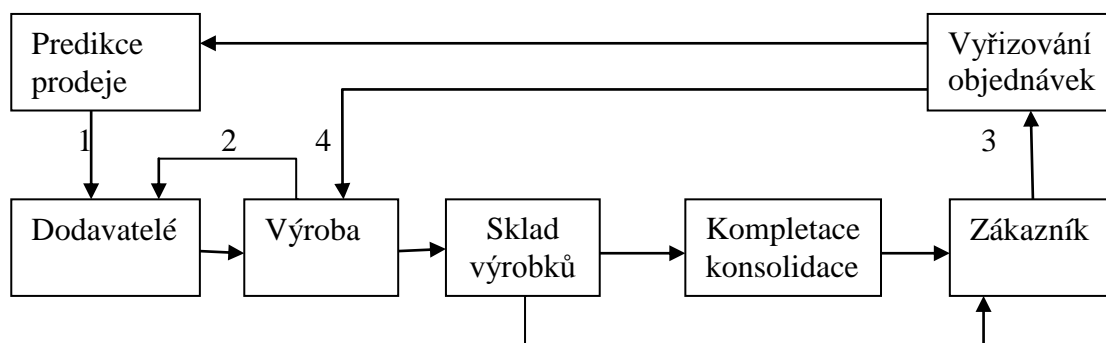 Predikce
prodeje
Vyřizování
objednávek
1
2
4
3
Dodavatelé
Výroba
Sklad
výrobků
Kompletace
konsolidace
Zákazník